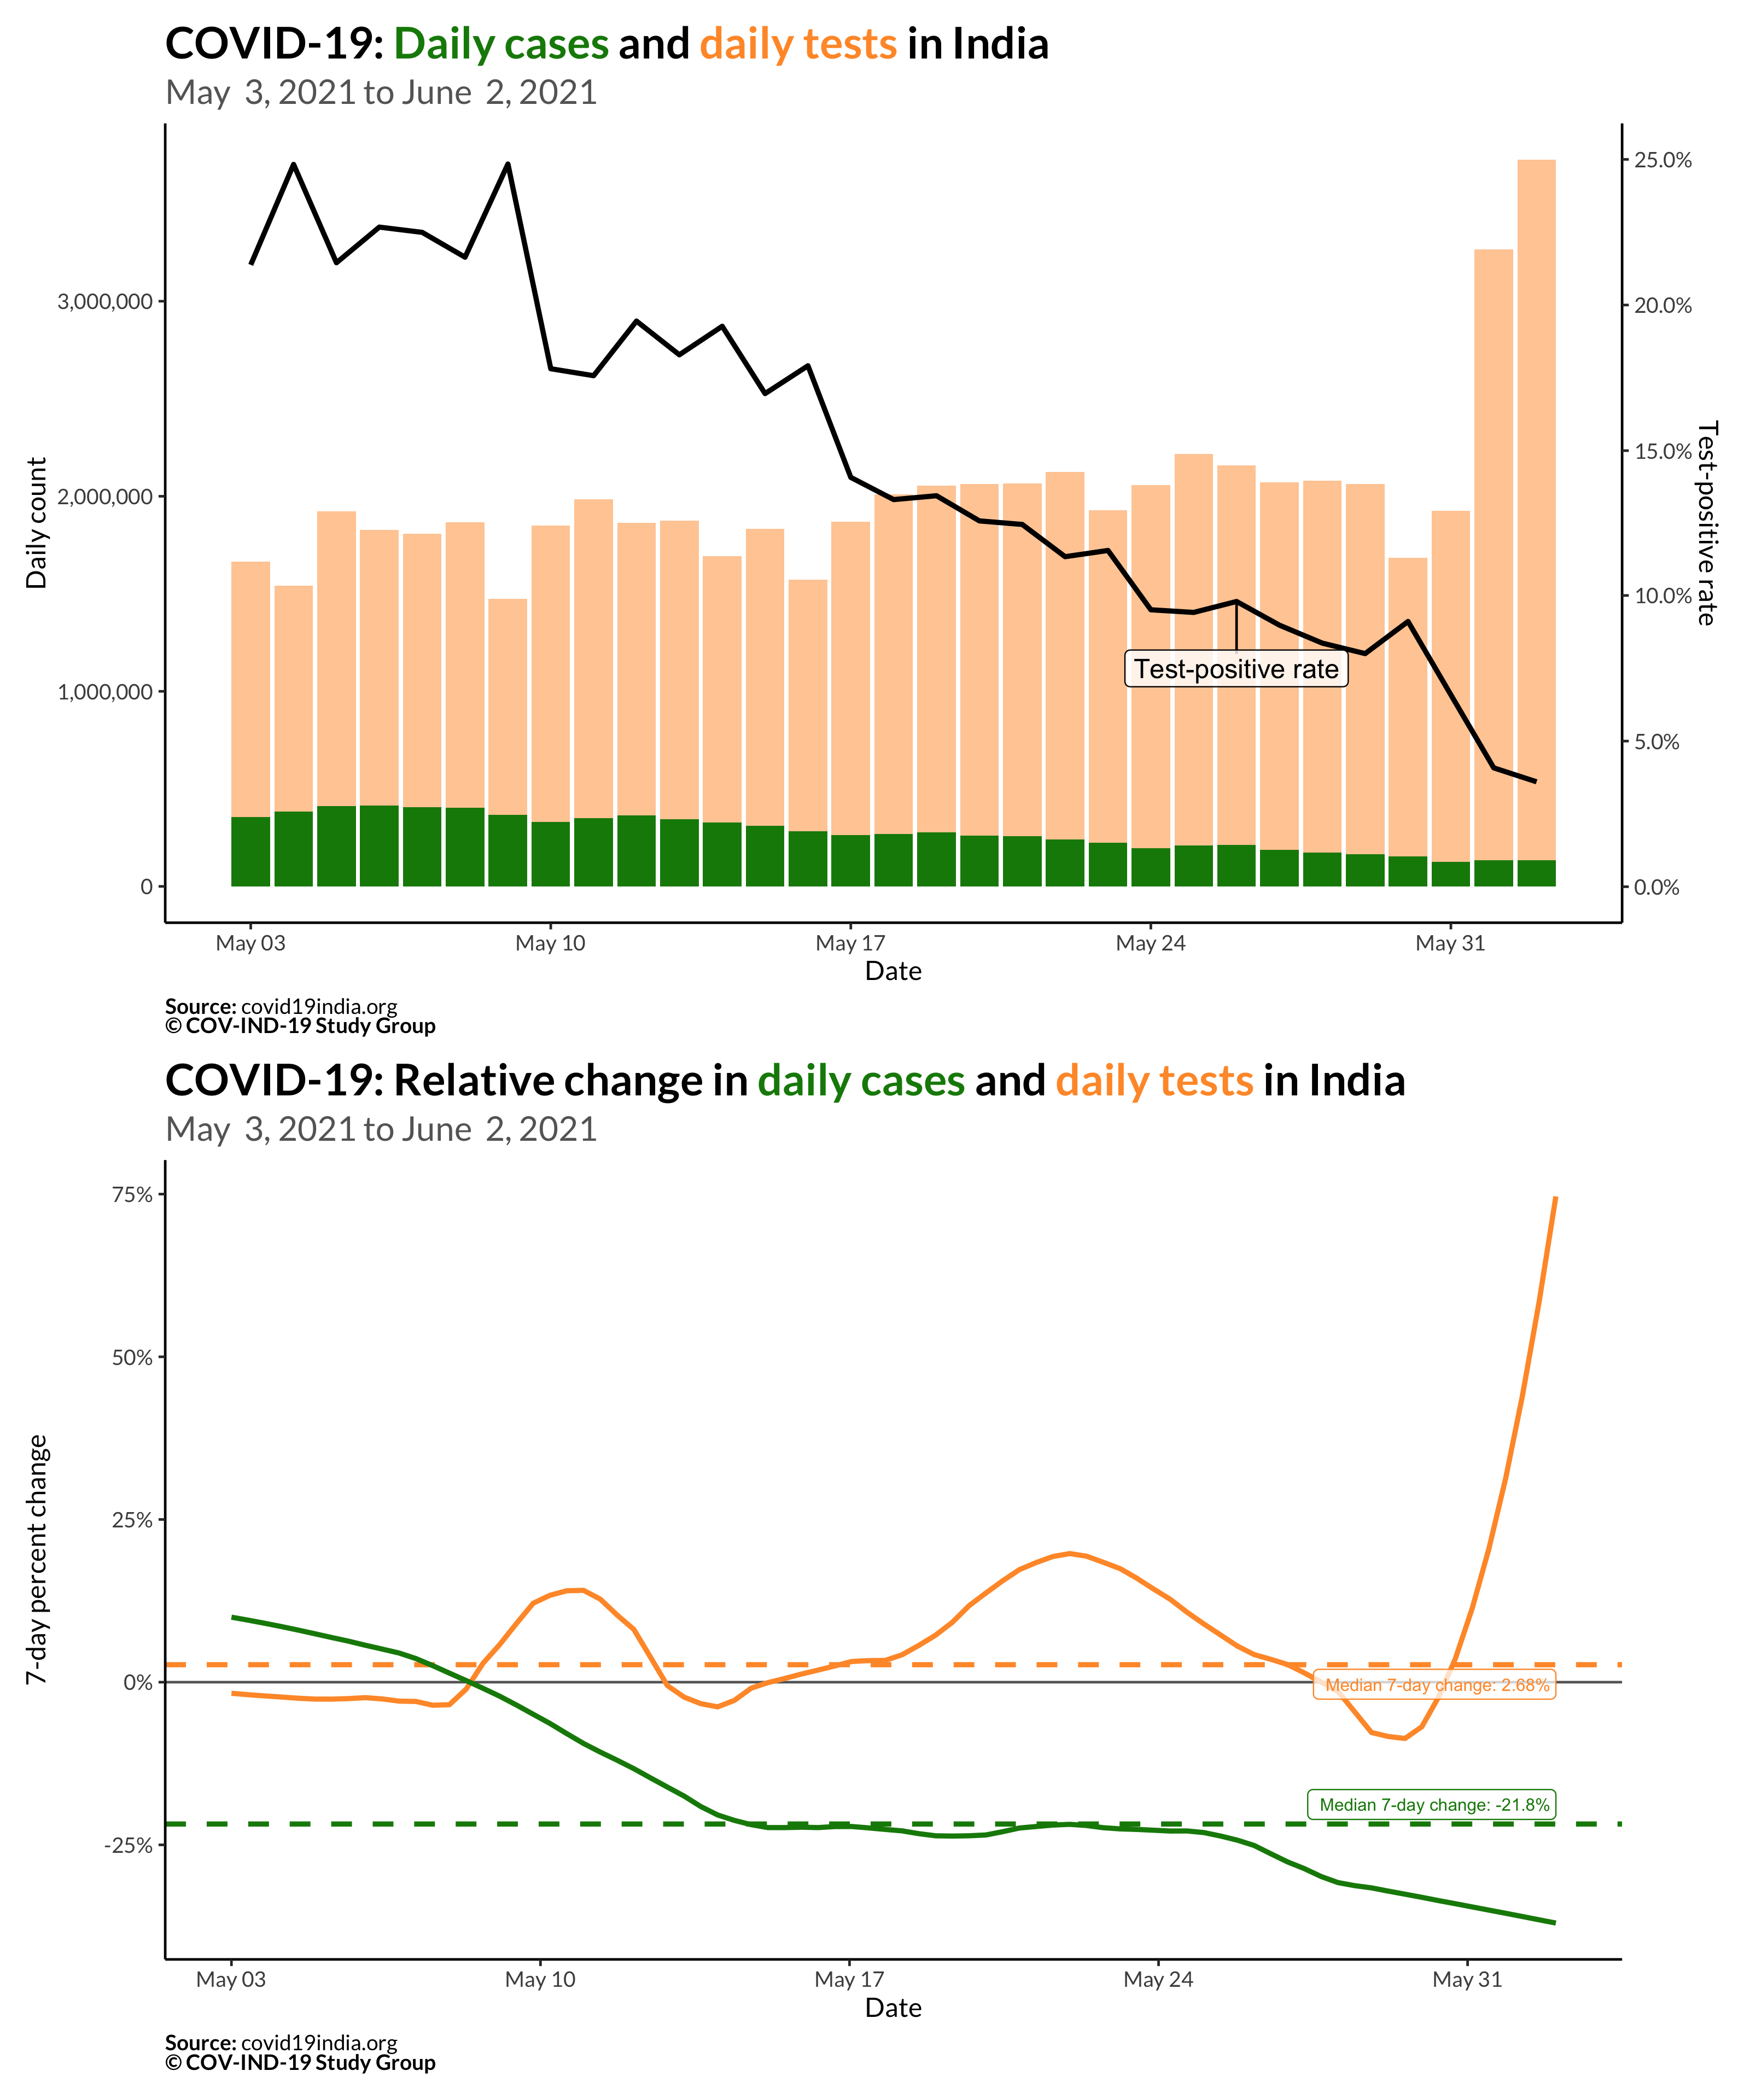 COVID-19: Daily cases and daily tests in India
May 3, 2021 to June 2, 2021
Daily count
3,000,000
2,000,000
1,000,000
0
25.0%
20.0%
15.0%
10.0%
5.0%
0.0%
Test-positive rate
Test-positive rate
May 03
May 10
May 17
May 24
May 31
Date
Source: covid19india.org
© COV-IND-19 Study Group
COVID-19: Relative change in daily cases and daily tests in India
May 3, 2021 to June 2, 2021
7-day percent change
75%
50%
25%
0%
-25%
Median 7-day change: 2.68%
Median 7-day change: -21.8%
May 03
May 10
May 17
May 24
May 31
Date
Source: covid19india.org
© COV-IND-19 Study Group